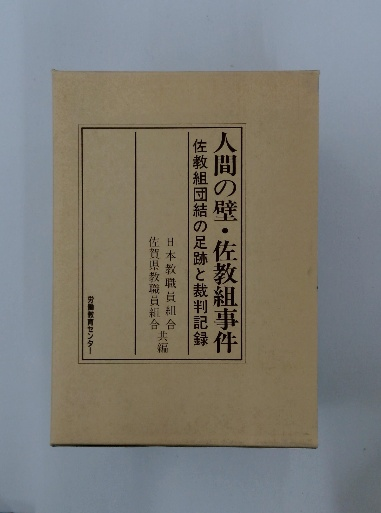 人間の壁・佐教組事件
佐教組団結の足跡と裁判記録
日本教職員組合
佐賀県教職員組合
共編
労働教育センター